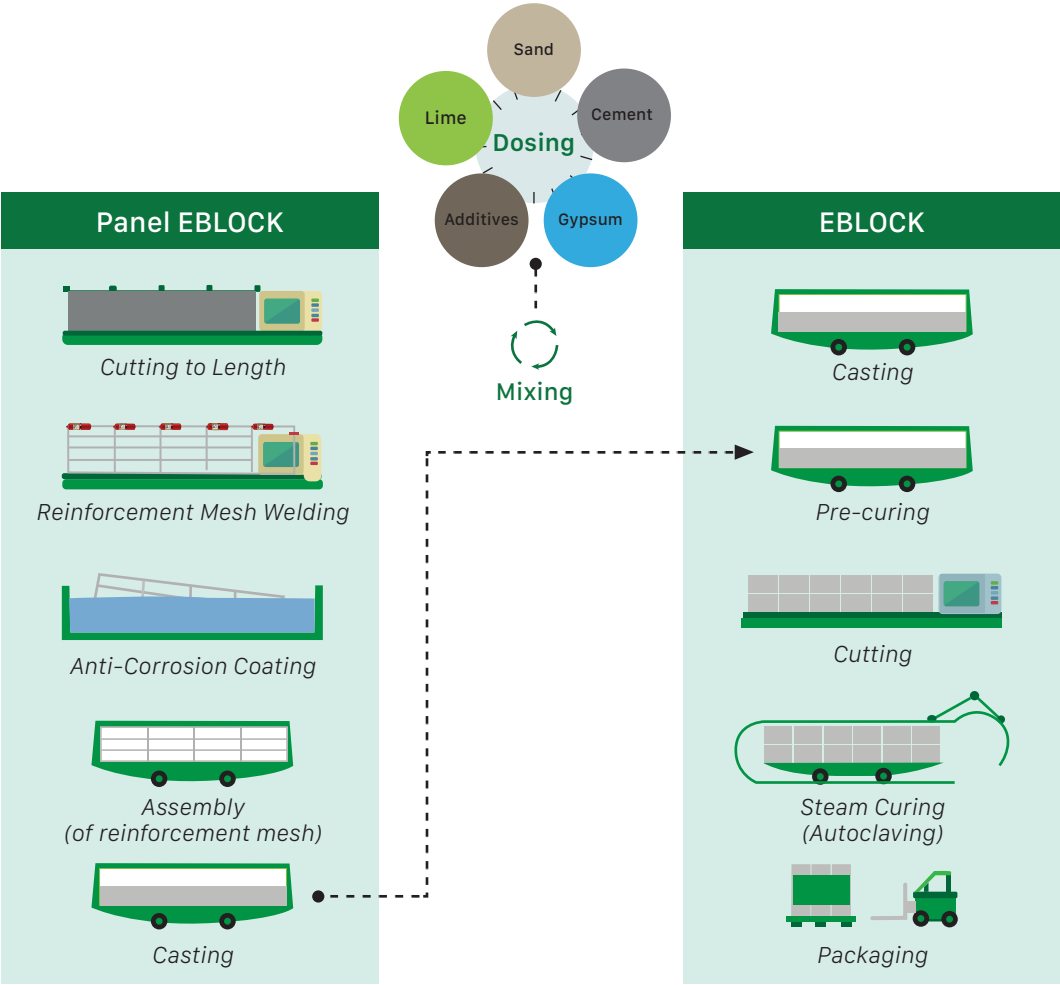 Sand
Lime
Cement
Dosing
Additives
Gypsum
Mixing
Panel EBLOCK
Cutting to Length
Reinforcement Mesh Welding
Anti-Corrosion Coating
Assembly
(of reinforcement mesh)
Casting
EBLOCK
Casting
Pre-curing
Cutting
Steam Curing
(Autoclaving)
Packaging